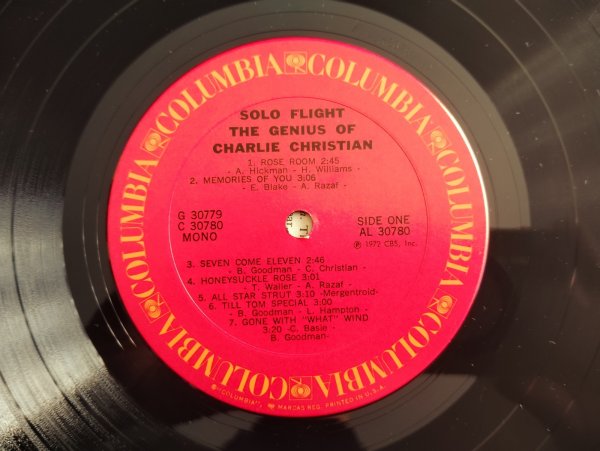 COLUMBIA COLUMBIA COLUMBIA COLUMBIA COLUMBIA COLUMBIA
SOLO FLIGHT
THE GENIUS OF
CHARLIE CHRISTIAN
1. ROSE ROOM 2:45
- A. Hickman - H. Williams -
2. MEMORIES OF YOU 3:06
- E. Blake - A. Razaf -
G 30779
C 30780
MONO
SIDE ONE
AL 30780
℗ 1972 CBS, Inc.
3. SEVEN COME ELEVEN 2:46
- B. Goodman - C. Christian -
4. HONEYSUCKLE ROSE 3:01
- T. Waller - A. Razaf -
5. ALL STAR STRUT 3:10 -Mergentroid-
6. TILL TOM SPECIAL 3:00
- B. Goodman - L. Hampton -
7. GONE WITH "WHAT" WIND
3:20 -C. Basie -
B. Goodman-
® "COLUMBIA", MARCAS REG. PRINTED IN U.S.A.